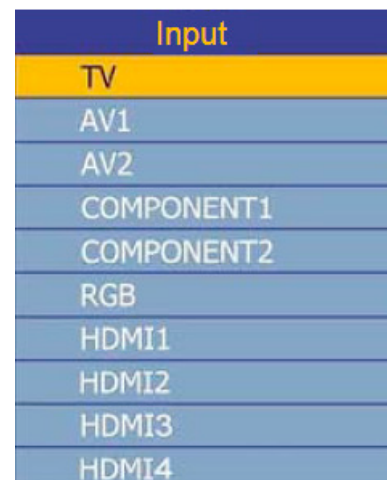 Input
TV
AV1
AV2
COMPONENT1
COMPONENT2
RGB
HDMI1
HDMI2
HDMI3
HDMI4